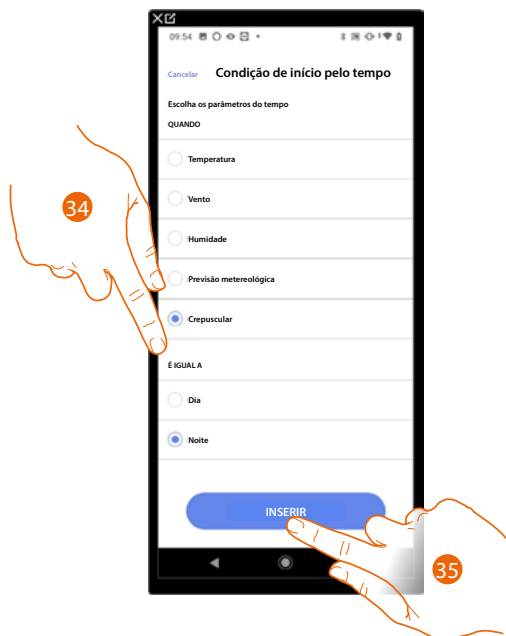 09:54
Cancelar Condição de início pelo tempo
Escolha os parâmetros do tempo
QUANDO
Temperatura
Vento
Humidade
Previsão metereológica
Crepuscular
É IGUAL A
Dia
Noite
INSERIR
34
35